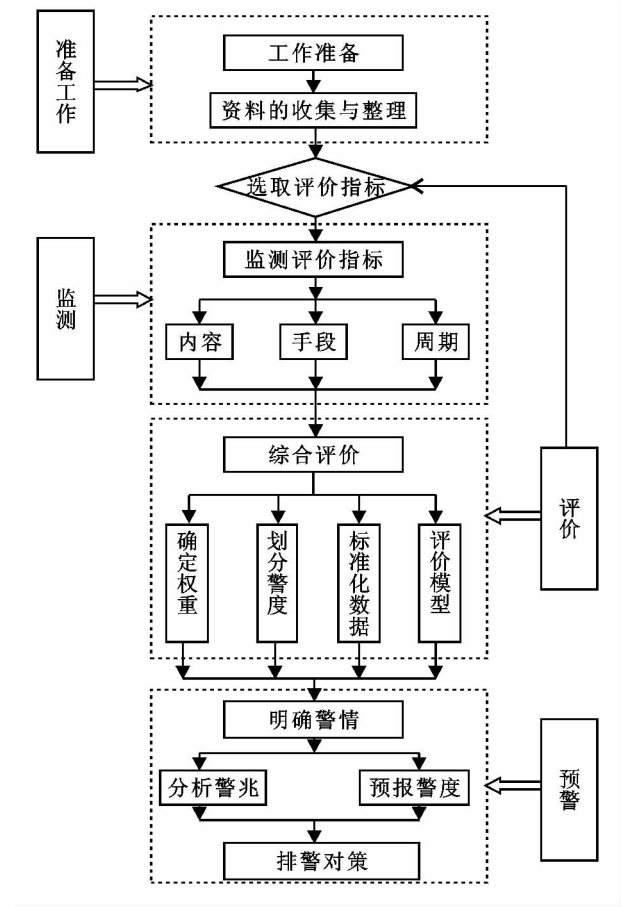 准备工作
工作准备
资料的收集与整理
选取评价指标
监测
监测评价指标
内容
手段
周期
综合评价
评价
确定权重
划分警度
标准化数据
评价模型
明确警情
预警
分析警兆
预报警度
排警对策